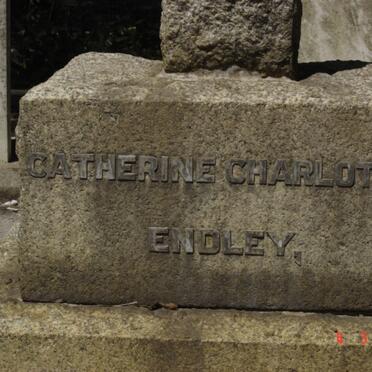 CATHERINE CHARLOT
ENDLEY,